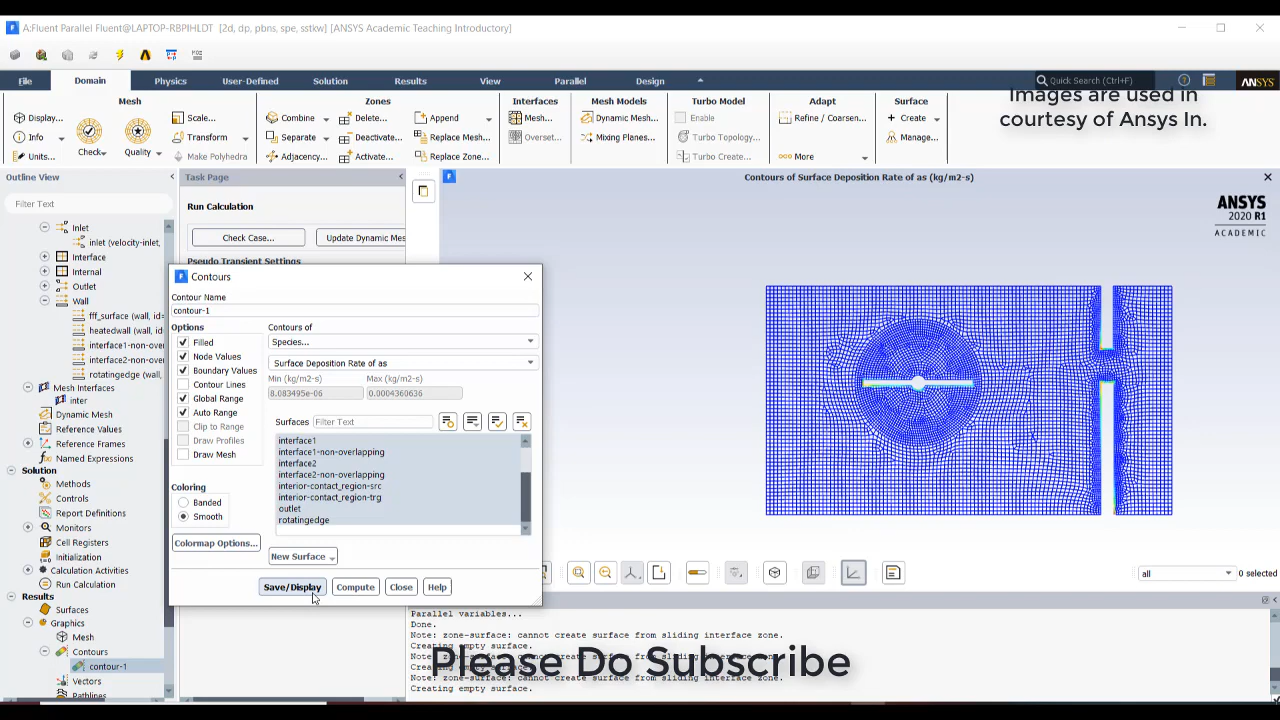 A:Fluent Parallel Fluent@LAPTOP-RBPIHLDT [2d, dp, pbns, spe, sstkw] [ANSYS Academic Teaching Introductory]
File
Domain
Physics
User-Defined
Solution
Results
View
Parallel
Design
Quick Search (Ctrl+F)
ANSYS
Images are used in
courtesy of Ansys In.
Mesh
Display...
Info
Units...
Check
Quality
Scale...
Transform
Make Polyhedra
Zones
Combine
Separate
Adjacency...
Delete...
Deactivate...
Activate...
Append
Replace Mesh...
Replace Zone...
Interfaces
Mesh...
Overset...
Mesh Models
Dynamic Mesh...
Mixing Planes...
Turbo Model
Enable
Turbo Topology...
Turbo Create...
Adapt
Refine / Coarsen...
More
Surface
Create
Manage...
Outline View
Filter Text
Inlet
inlet (velocity-inlet,
Interface
Internal
Outlet
Wall
fff_surface (wall, id=
heatedwall (wall, id:
interface1-non-over
interface2-non-over
rotatingedge (wall,
Mesh Interfaces
inter
Dynamic Mesh
Reference Values
Reference Frames
Named Expressions
Solution
Methods
Controls
Report Definitions
Monitors
Cell Registers
Initialization
Calculation Activities
Run Calculation
Results
Surfaces
Graphics
Mesh
Contours
contour-1
Vectors
Pathlines
Task Page
Run Calculation
Check Case...
Update Dynamic Mes
Pseudo Transient Settings
Contours
Contour Name
contour-1
Options
Filled
Node Values
Boundary Values
Contour Lines
Global Range
Auto Range
Clip to Range
Draw Profiles
Draw Mesh
Coloring
Banded
Smooth
Colormap Options...
Contours of
Species...
Surface Deposition Rate of as
Min (kg/m2-s)
Max (kg/m2-s)
8.083495e-06
0.0004360636
Surfaces
Filter Text
interface1
interface1-non-overlapping
interface2
interface2-non-overlapping
interior-contact_region-src
interior-contact_region-trg
outlet
rotatingedge
New Surface
Save/Display
Compute
Close
Help
Contours of Surface Deposition Rate of as (kg/m2-s)
ANSYS
2020 R1
ACADEMIC
all
0 selected
Parallel variables...
Done.
Note: zone-surface: cannot create surface from sliding interface zone.
Creating empty surface.
Note: zone-surface: cannot create surface from sliding interface zone.
Creating empty surface.
Note: zone-surface: cannot create surface from sliding interface zone.
Creating empty surface.
Please Do Subscribe